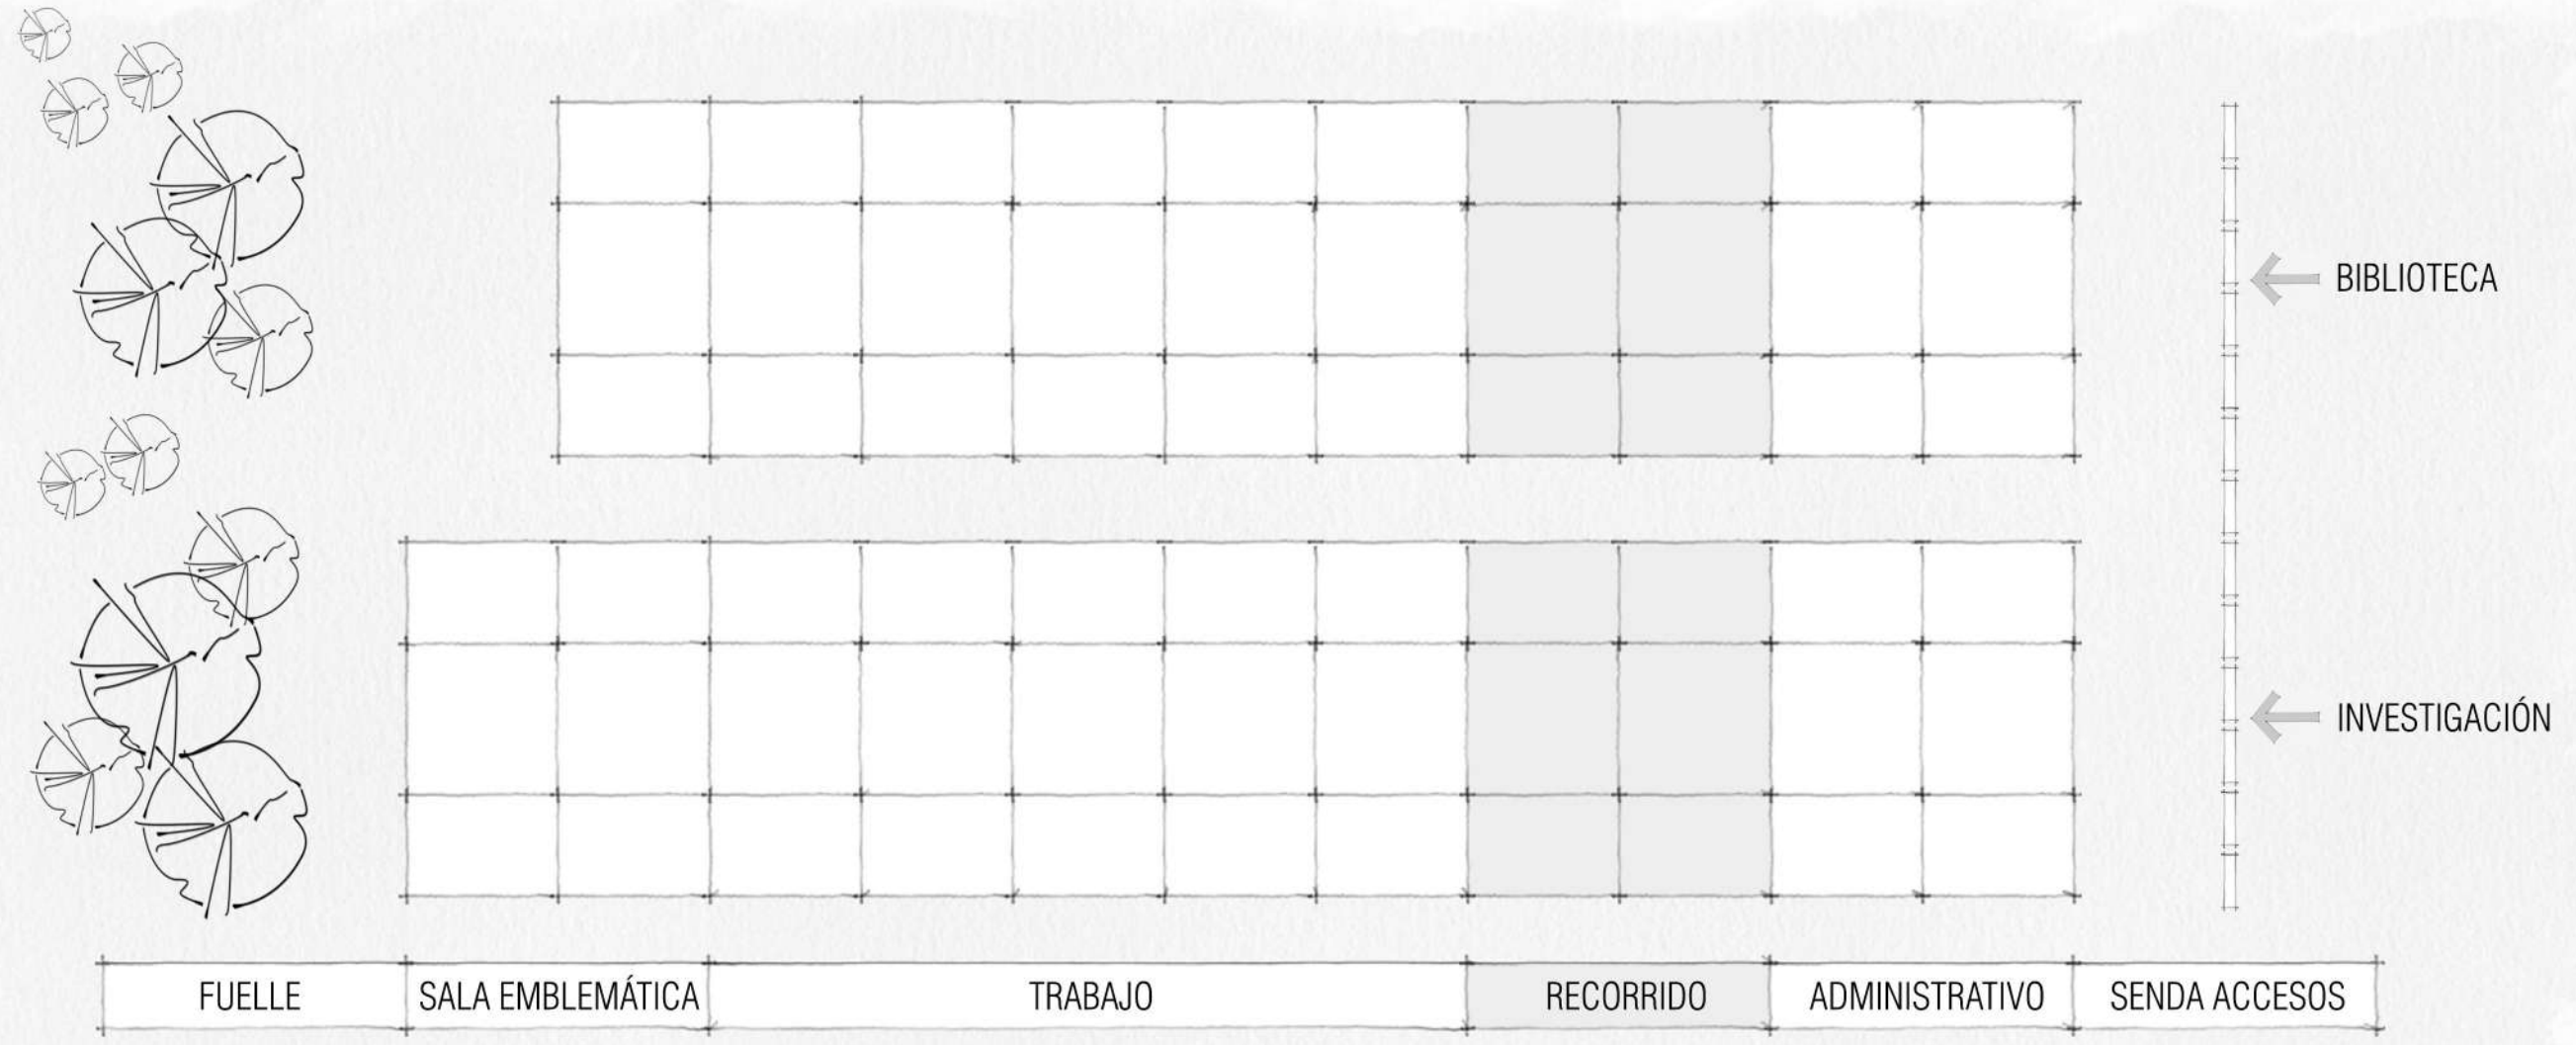 BIBLIOTECA
INVESTIGACIÓN
FUELLE
SALA EMBLEMÁTICA
TRABAJO
RECORRIDO
ADMINISTRATIVO
SENDA ACCESOS